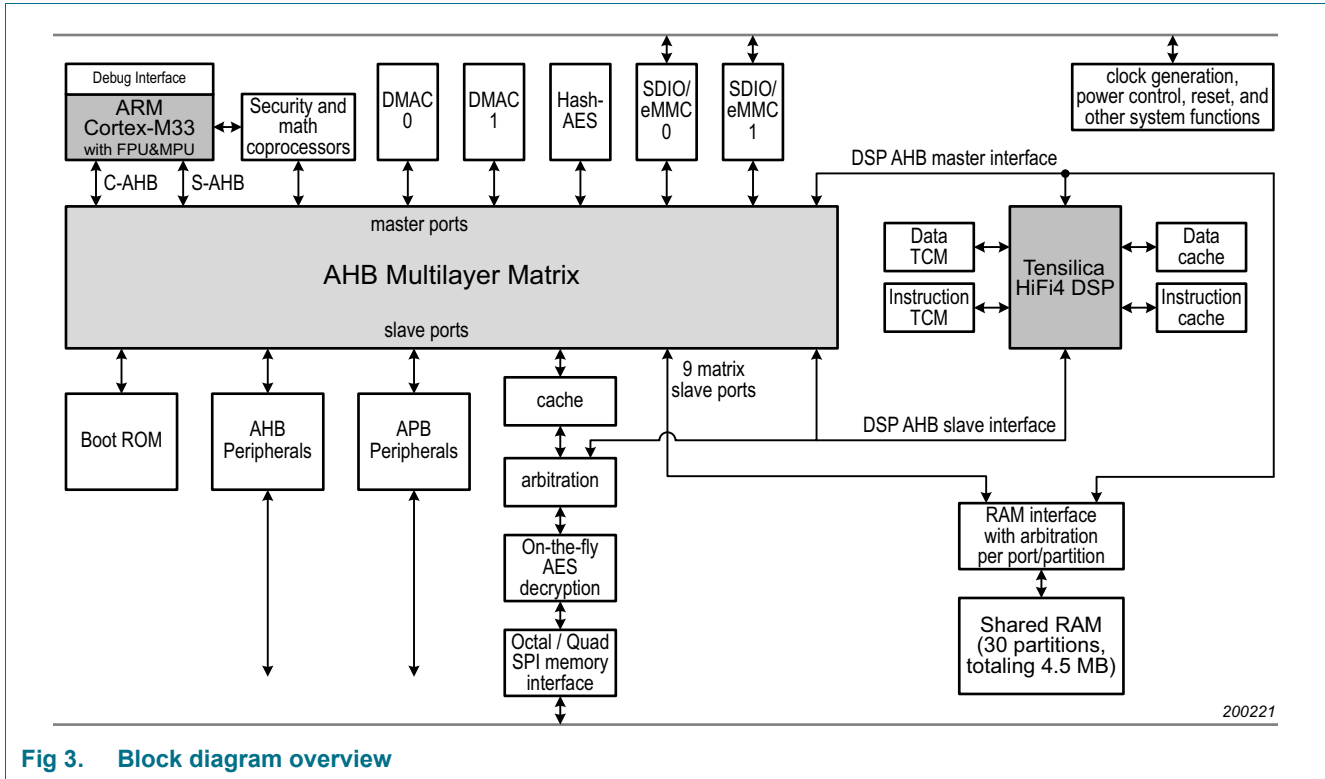 Debug Interface
ARM
Cortex-M33
with FPU&MPU
Security and
math
coprocessors
DMAC
0
DMAC
1
Hash-
AES
SDIO/
eMMC
0
SDIO/
eMMC
1
clock generation,
power control, reset, and
other system functions
C-AHB
S-AHB
DSP AHB master interface
master ports
AHB Multilayer Matrix
slave ports
Data
TCM
Instruction
TCM
Tensilica
HiFi4 DSP
Data
cache
Instruction
cache
Boot ROM
AHB
Peripherals
APB
Peripherals
cache
9 matrix
slave ports
DSP AHB slave interface
arbitration
On-the-fly
AES
decryption
Octal / Quad
SPI memory
interface
RAM interface
with arbitration
per port/partition
Shared RAM
(30 partitions,
totaling 4.5 MB)
200221
Fig 3. Block diagram overview